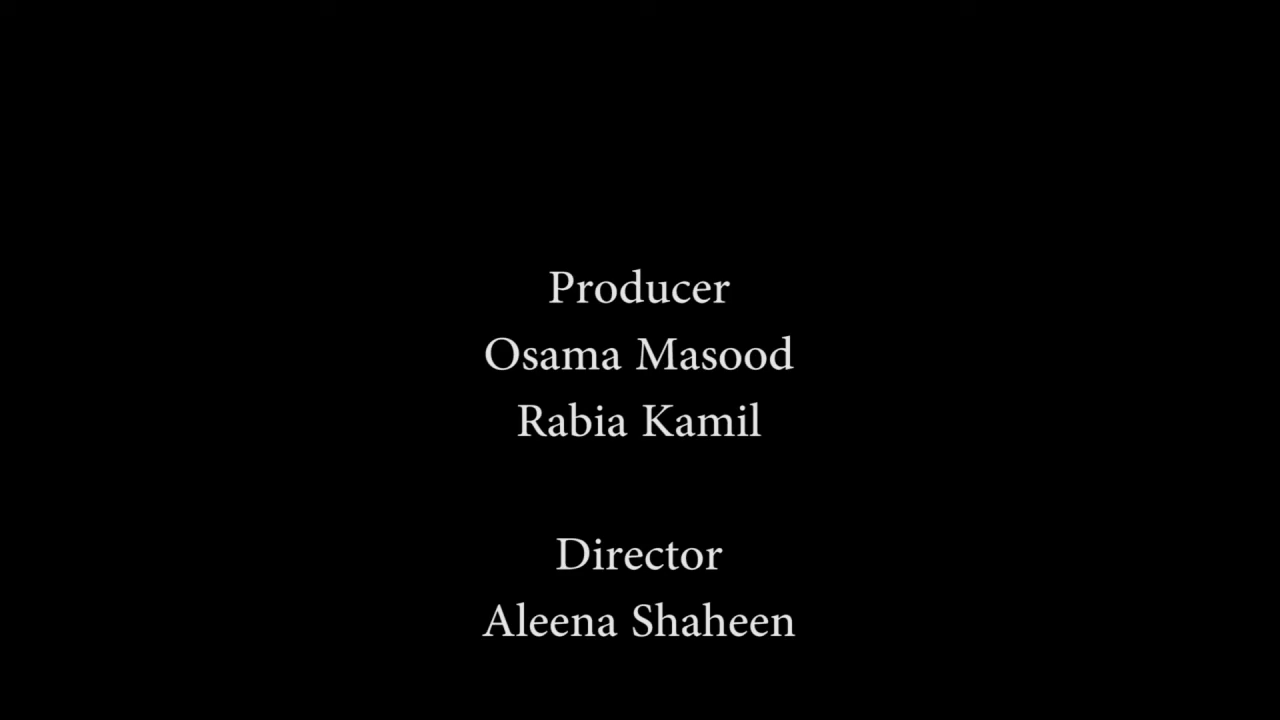 Producer
Osama Masood
Rabia Kamil
Director
Aleena Shaheen